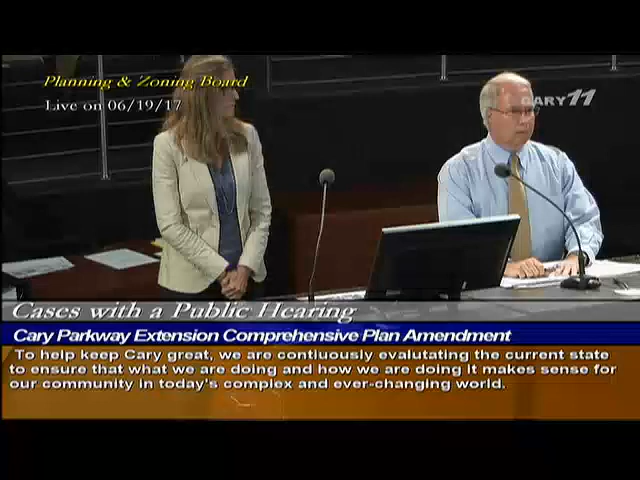 Planning & Zoning Board
Live on 06/19/17
CARY 11
Cases with a Public Hearing
Cary Parkway Extension Comprehensive Plan Amendment
To help keep Cary great, we are contiuously evalutating the current state
to ensure that what we are doing and how we are doing it makes sense for
our community in today's complex and ever-changing world.